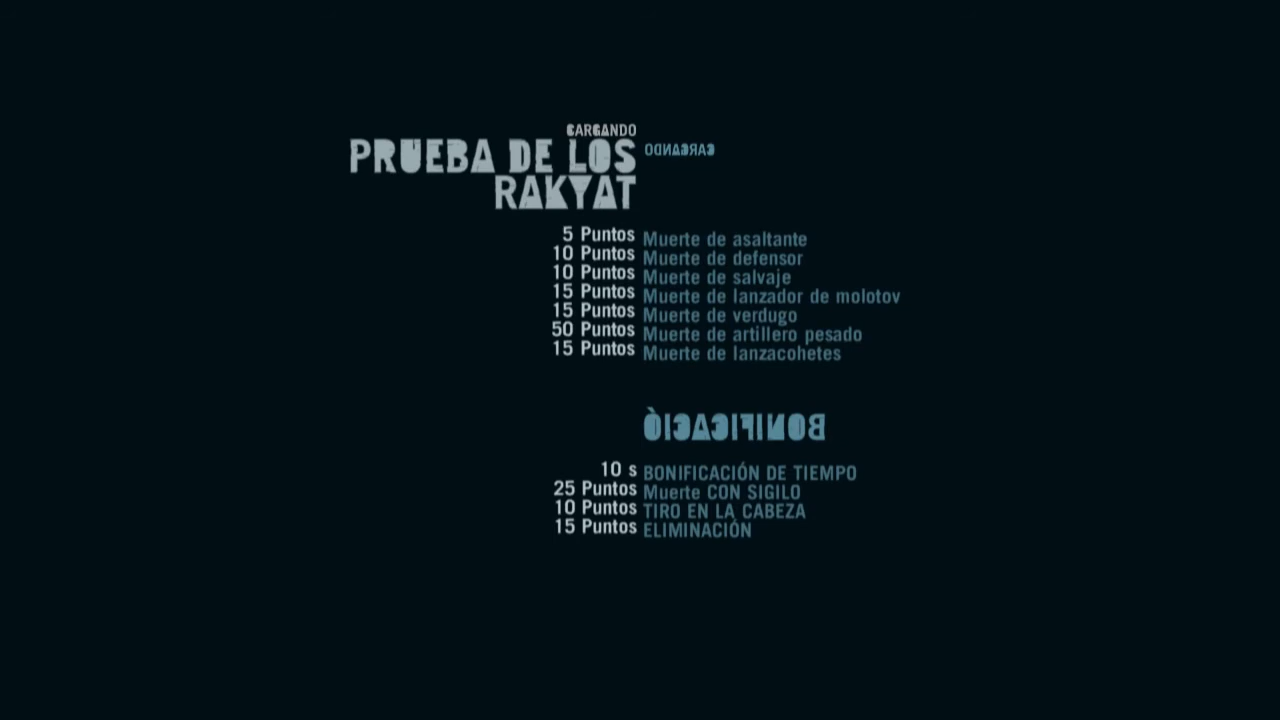 CARGANDO
PRUEBA DE LOS
RAKYAT
CARGANDO
5 Puntos Muerte de asaltante
10 Puntos Muerte de defensor
10 Puntos Muerte de salvaje
15 Puntos Muerte de lanzador de molotov
15 Puntos Muerte de verdugo
50 Puntos Muerte de artillero pesado
15 Puntos Muerte de lanzacohetes
BONIFICACIÒ
10 s BONIFICACIÓN DE TIEMPO
25 Puntos Muerte CON SIGILO
10 Puntos TIRO EN LA CABEZA
15 Puntos ELIMINACIÓN